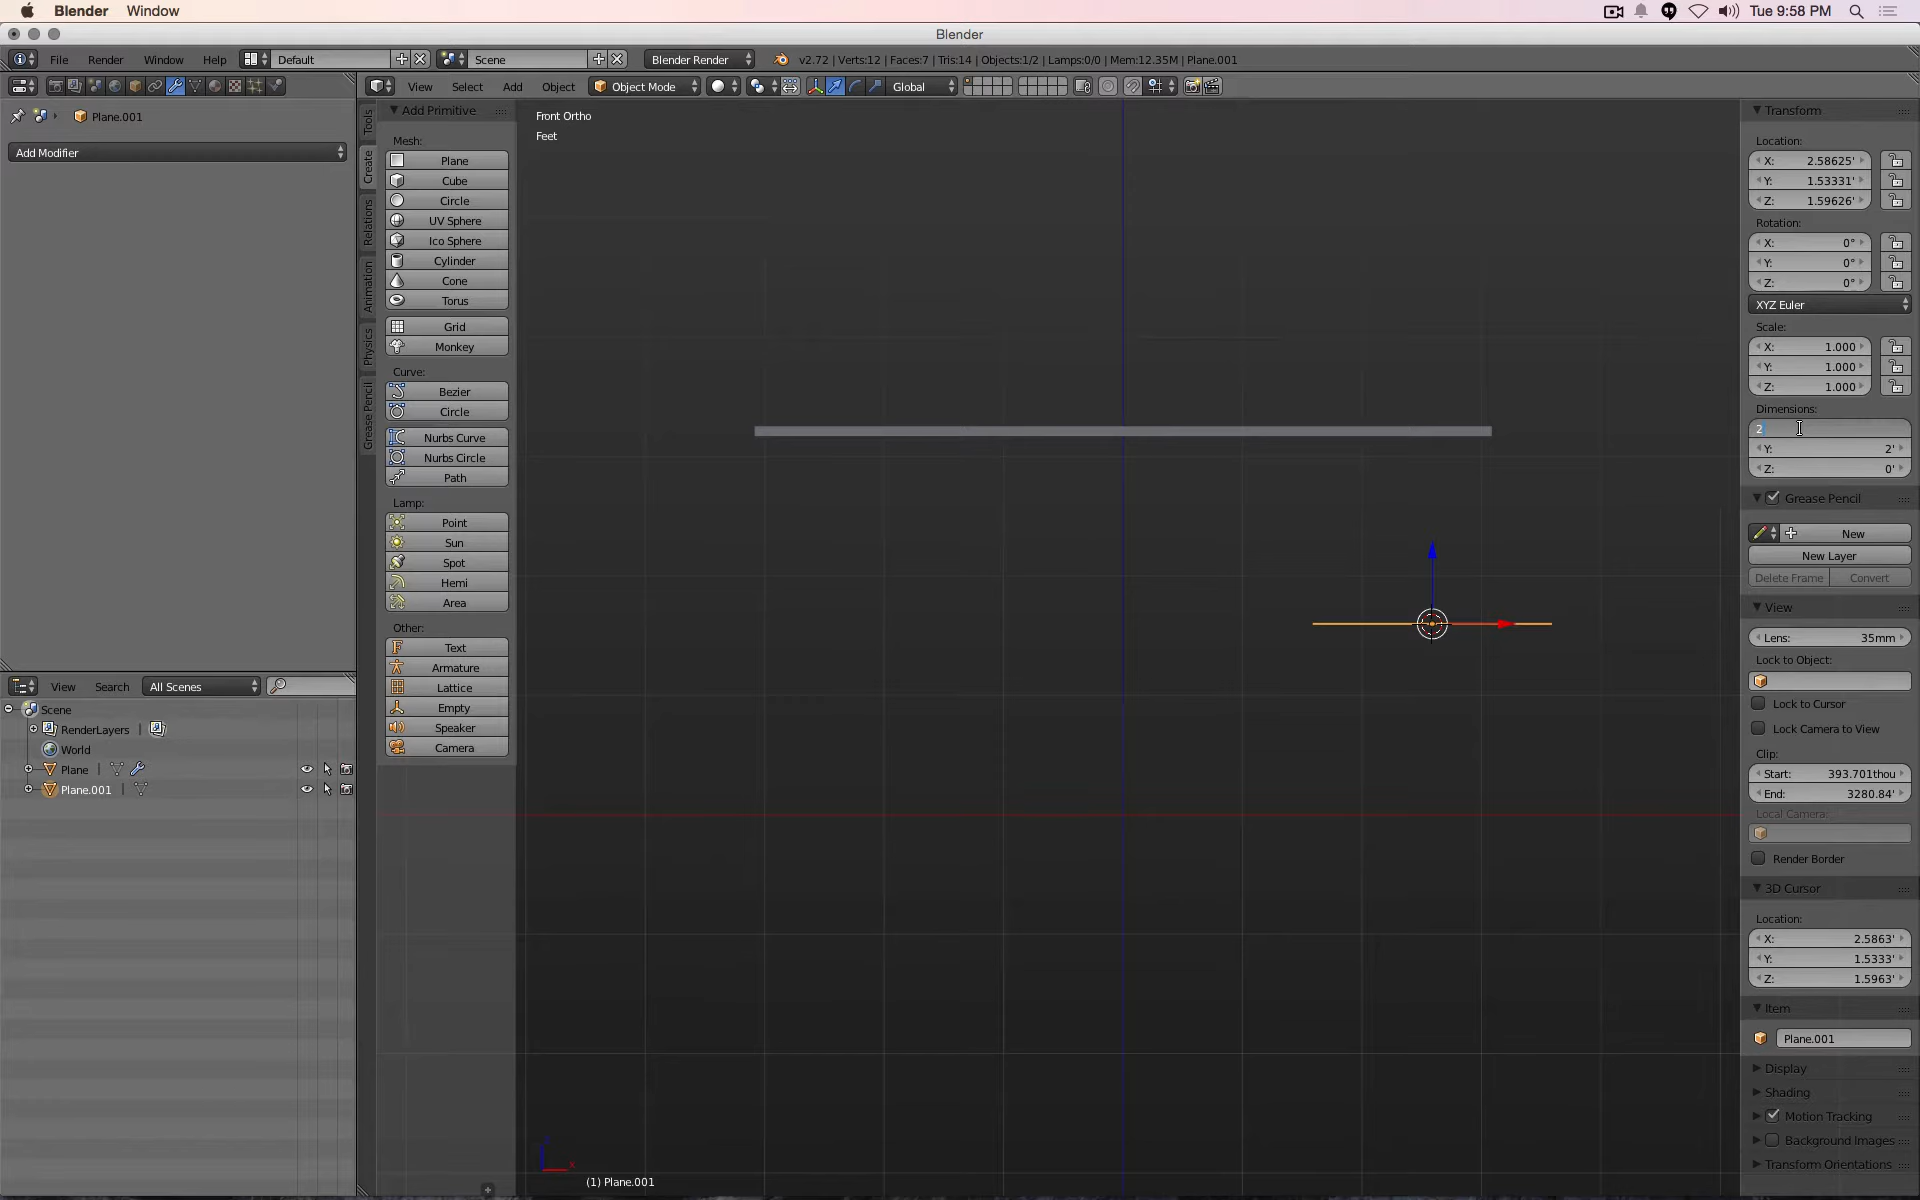 Blender Window Tue 9:58 PM
Blender
File Render Window Help Default Scene Blender Render v2.72 | Verts:12 | Faces:7 | Tris:14 | Objects:1/2 | Lamps:0/0 | Mem:12.35M | Plane.001
View Select Add Object Object Mode Global
Plane.001
Add Modifier
Tools
Create
Relations
Animation
Physics
Grease Pencil
Add Primitive
Mesh:
Plane
Cube
Circle
UV Sphere
Ico Sphere
Cylinder
Cone
Torus
Grid
Monkey
Curve:
Bezier
Circle
Nurbs Curve
Nurbs Circle
Path
Lamp:
Point
Sun
Spot
Hemi
Area
Other:
Text
Armature
Lattice
Empty
Speaker
Camera
Front Ortho
Feet
x
(1) Plane.001
View Search All Scenes
Scene
RenderLayers |
World
Plane |
Plane.001 |
Transform
Location:
X: 2.58625'
Y: 1.53331'
Z: 1.59626'
Rotation:
X: 0°
Y: 0°
Z: 0°
XYZ Euler
Scale:
X: 1.000
Y: 1.000
Z: 1.000
Dimensions:
2
Y: 2'
Z: 0'
Grease Pencil
New
New Layer
Delete Frame Convert
View
Lens: 35mm
Lock to Object:
Lock to Cursor
Lock Camera to View
Clip:
Start: 393.701thou
End: 3280.84'
Local Camera:
Render Border
3D Cursor
Location:
X: 2.5863'
Y: 1.5333'
Z: 1.5963'
Item
Plane.001
Display
Shading
Motion Tracking
Background Images
Transform Orientations